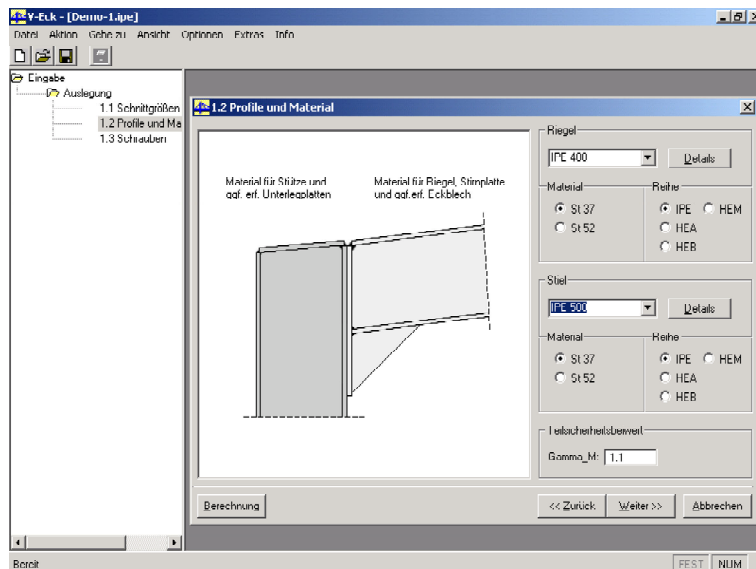 V-Eck - [Demo-1.ipe]
Datei Aktion Gehe zu Ansicht Optionen Extras Info
Eingabe
Auslegung
1.1 Schnittgrößen
1.2 Profile und Ma
1.3 Schrauben
1.2 Profile und Material
Material für Stütze und
ggf. erf. Unterlegplatten
Material für Riegel, Stirnplatte
und ggf.erf. Eckblech
Riegel
IPE 400
Details
Material
St 37
St 52
Reihe
IPE HEM
HEA
HEB
Stiel
IPE 500
Details
Material
St 37
St 52
Reihe
IPE HEM
HEA
HEB
Teilsicherheitsbeiwert
Gamma_M: 1.1
Berechnung
<< Zurück
Weiter >>
Abbrechen
Bereit
FEST NUM